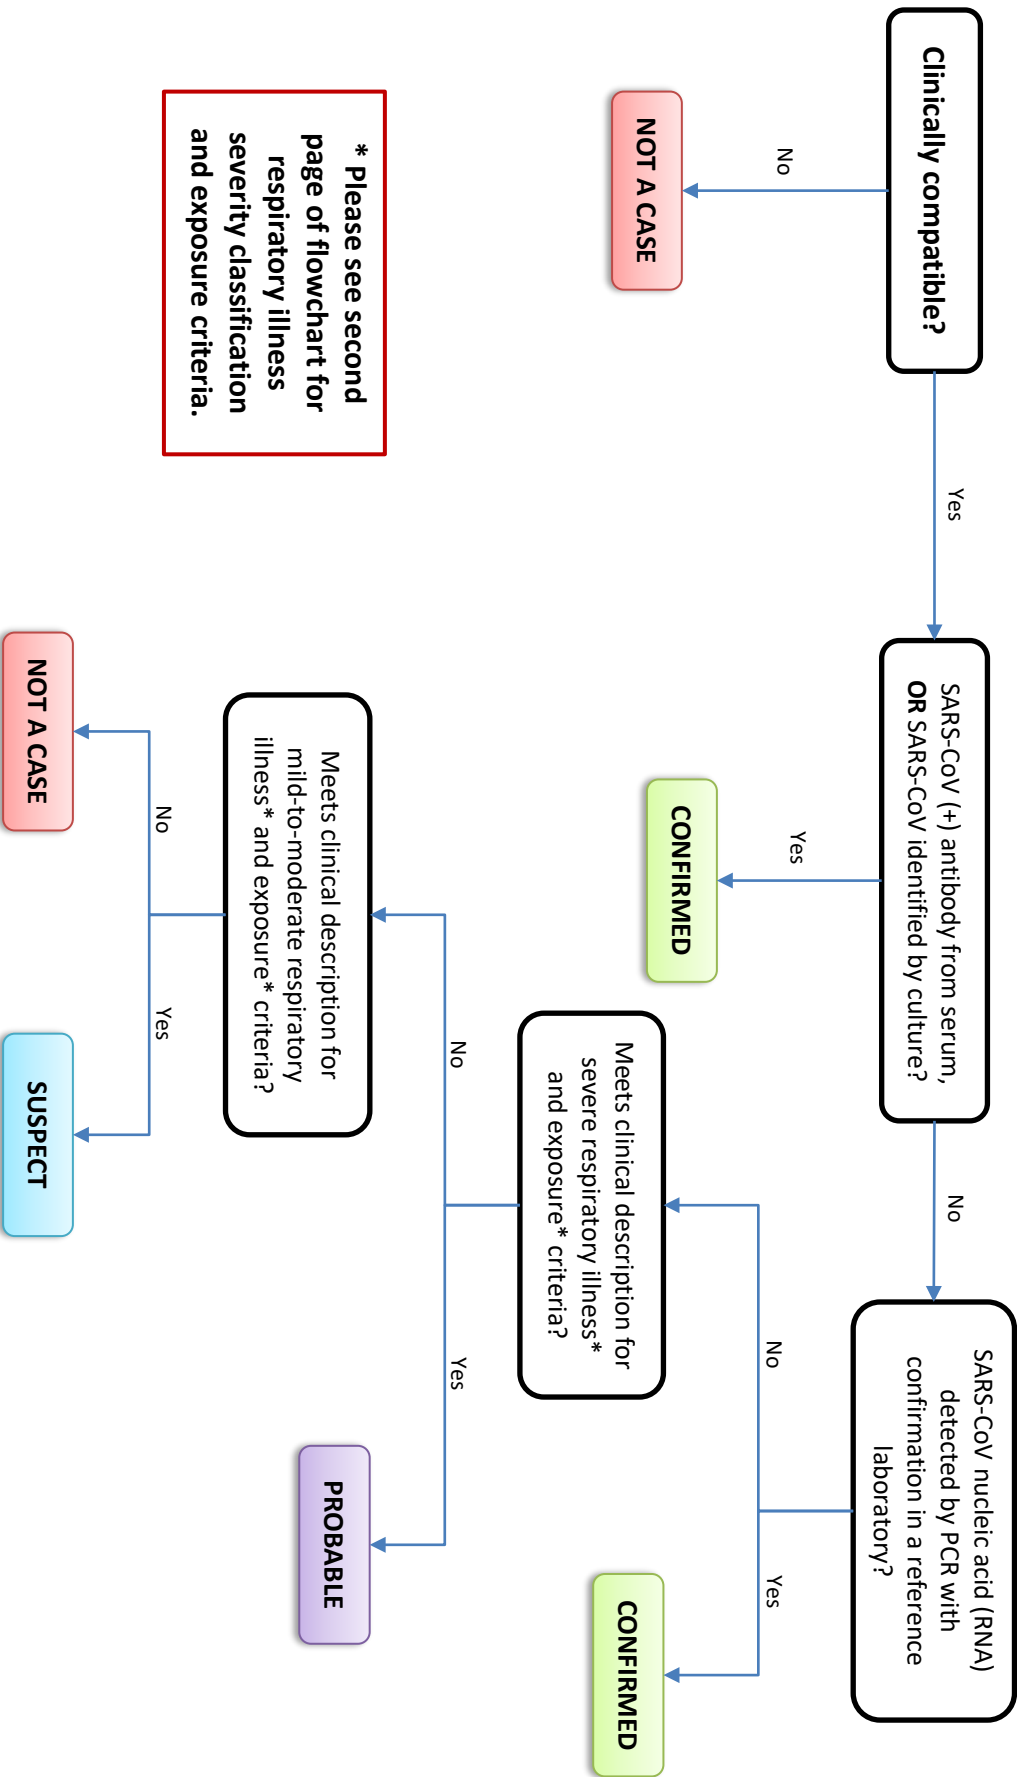 Clinically compatible?
Yes
SARS-CoV (+) antibody from serum,
OR SARS-CoV identified by culture?
No
SARS-CoV nucleic acid (RNA)
detected by PCR with
confirmation in a reference
laboratory?
No
NOT A CASE
Yes
CONFIRMED
No
Yes
Meets clinical description for
severe respiratory illness*
and exposure* criteria?
CONFIRMED
No
Yes
Meets clinical description for
mild-to-moderate respiratory
illness* and exposure* criteria?
PROBABLE
No
Yes
NOT A CASE
SUSPECT
* Please see second
page of flowchart for
respiratory illness
severity classification
and exposure criteria.